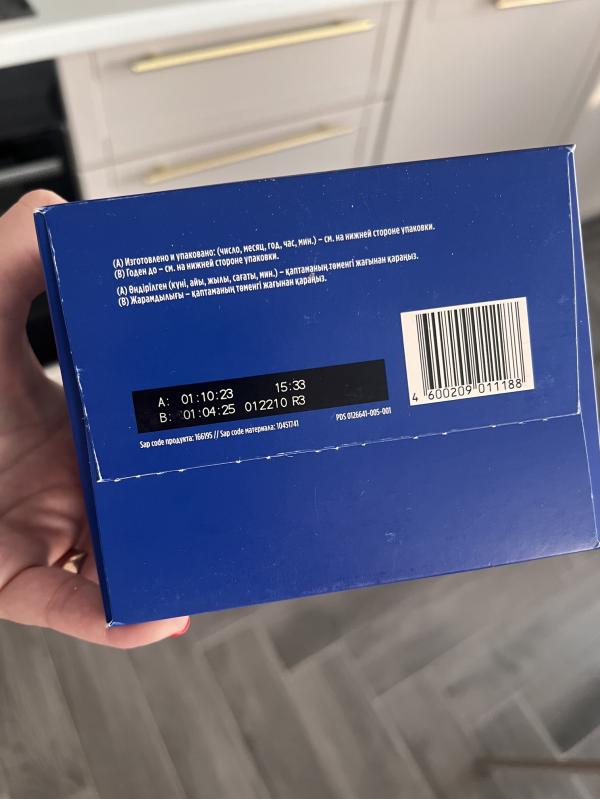 (А) Изготовлено и упаковано: (число, месяц, год, час, мин.) – см. на нижней стороне упаковки.
(В) Годен до – см. на нижней стороне упаковки.
(А) Өндірілген (күні, айы, жылы, сағаты, мин.) – қаптаманың төменгі жағынан қараңыз.
(В) Жарамдылығы – қаптаманың төменгі жағынан қараңыз.
A: 01:10:23 15:33
B: 01:04:25 012210 R3
Sap code продукта: 166195 // Sap code материала: 10451741 PDS 0126641-005-001
4 600209 011188